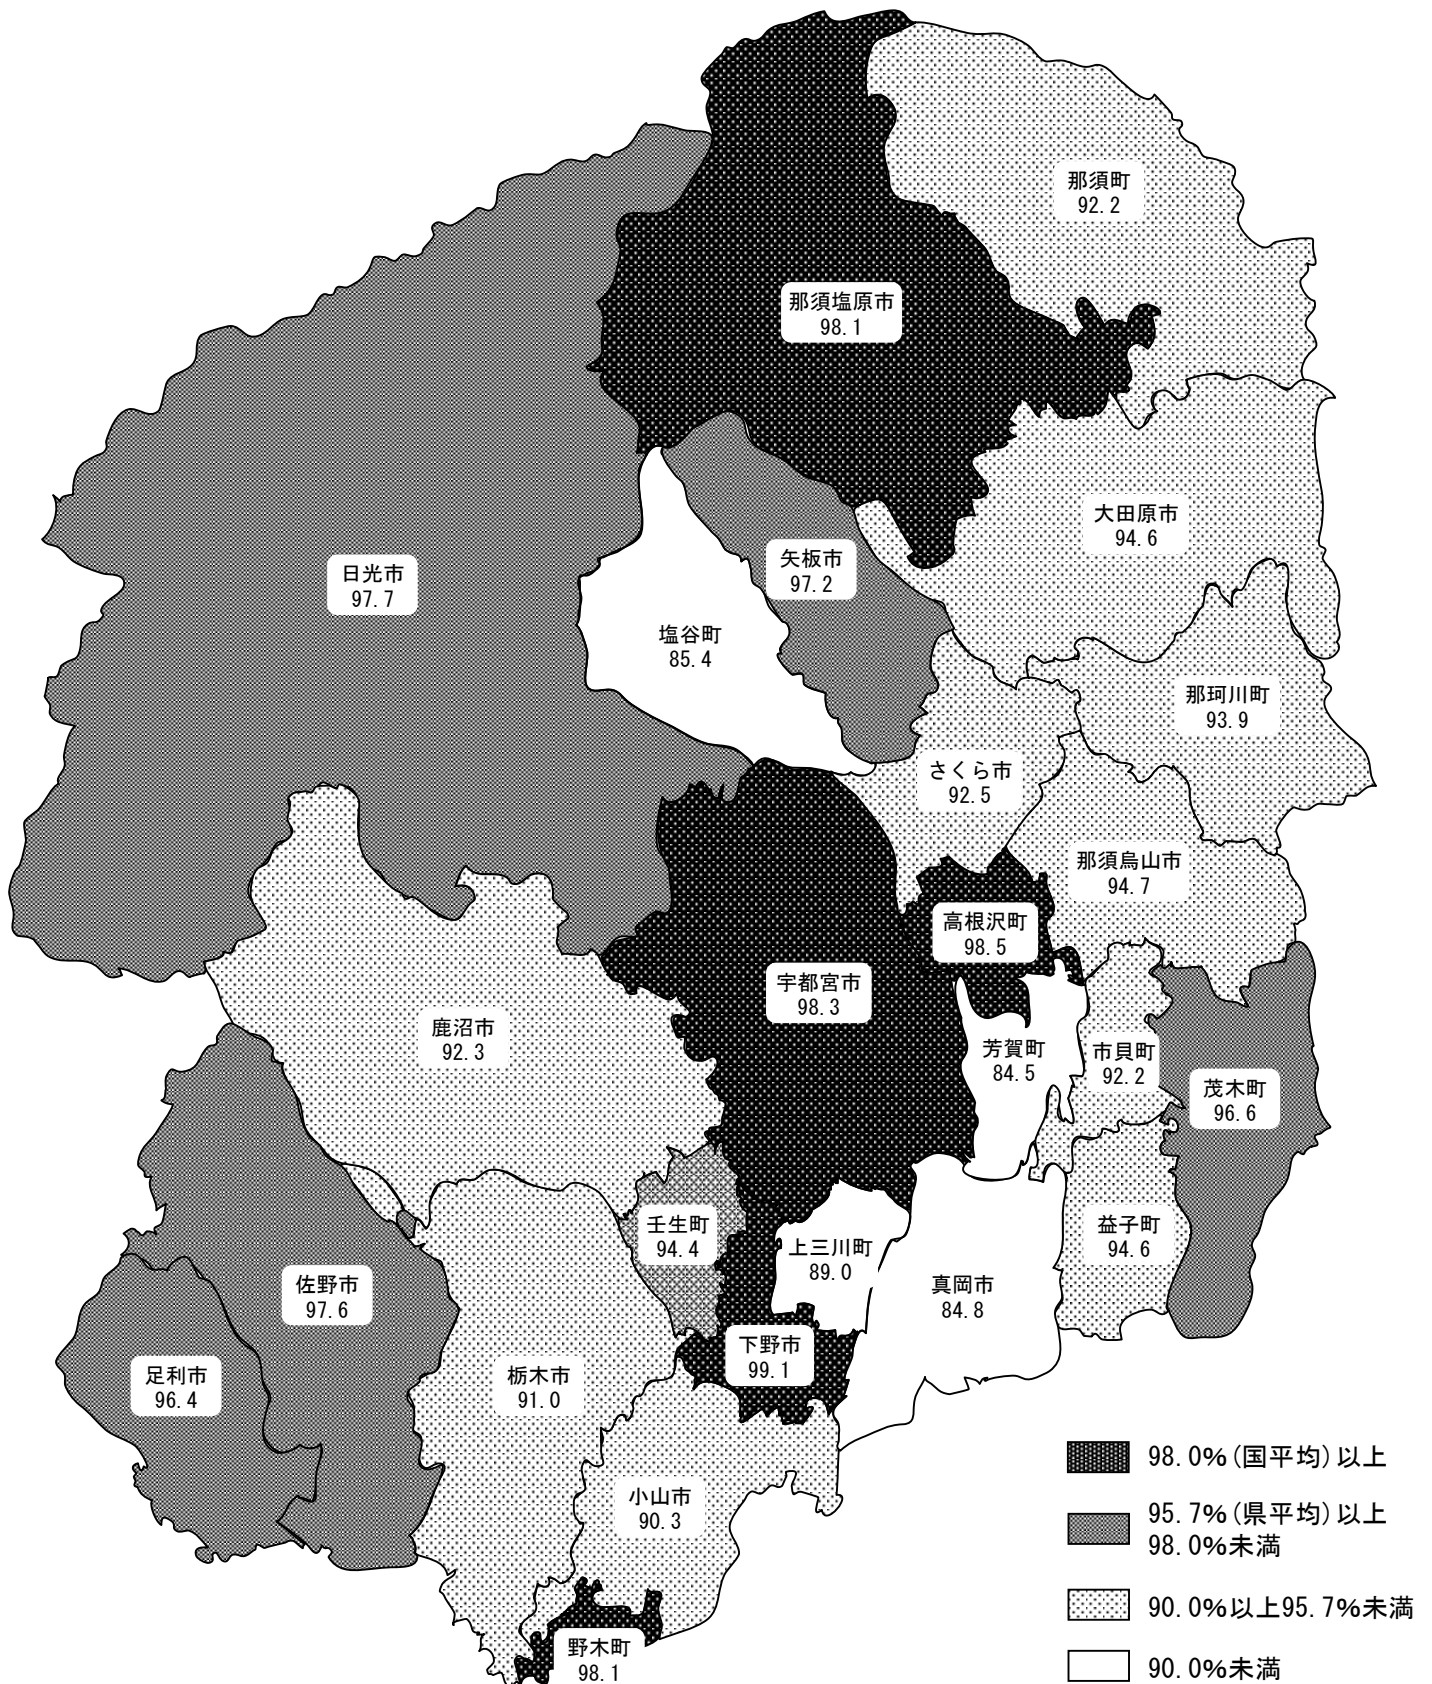 那須町
92.2
那須塩原市
98.1
大田原市
94.6
矢板市
97.2
日光市
97.7
塩谷町
85.4
那珂川町
93.9
さくら市
92.5
那須烏山市
94.7
高根沢町
98.5
宇都宮市
98.3
鹿沼市
92.3
芳賀町
84.5
市貝町
92.2
茂木町
96.6
壬生町
94.4
上三川町
89.0
益子町
94.6
佐野市
97.6
真岡市
84.8
下野市
99.1
足利市
96.4
栃木市
91.0
小山市
90.3
野木町
98.1
98.0%(国平均)以上
95.7%(県平均)以上
98.0%未満
90.0%以上95.7%未満
90.0%未満